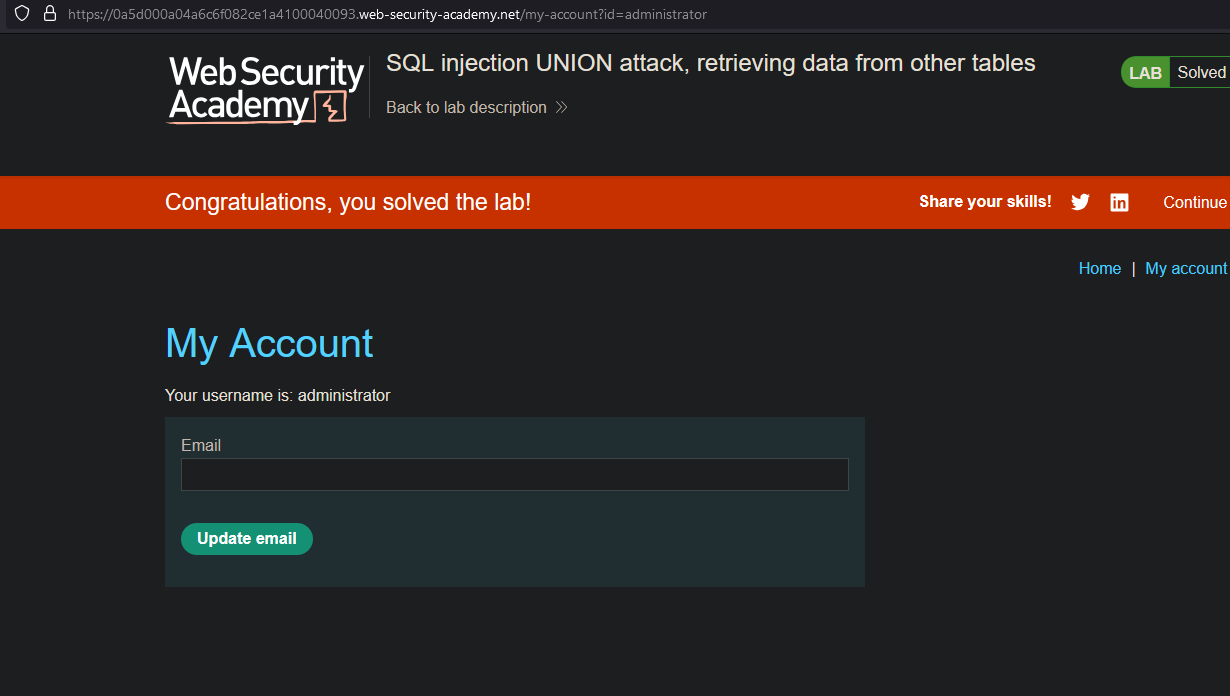 https://0a5d000a04a6c6f082ce1a4100040093.web-security-academy.net/my-account?id=administrator
WebSecurity
Academy
SQL injection UNION attack, retrieving data from other tables
LAB Solved
Back to lab description
Congratulations, you solved the lab!
Share your skills!
Continue
Home | My account
My Account
Your username is: administrator
Email
Update email